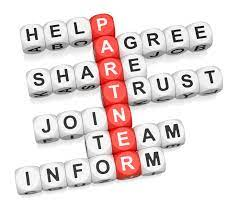 HELP AGREE
SHARE TRUST
JOIN TEAM
INFORM
PARTNER